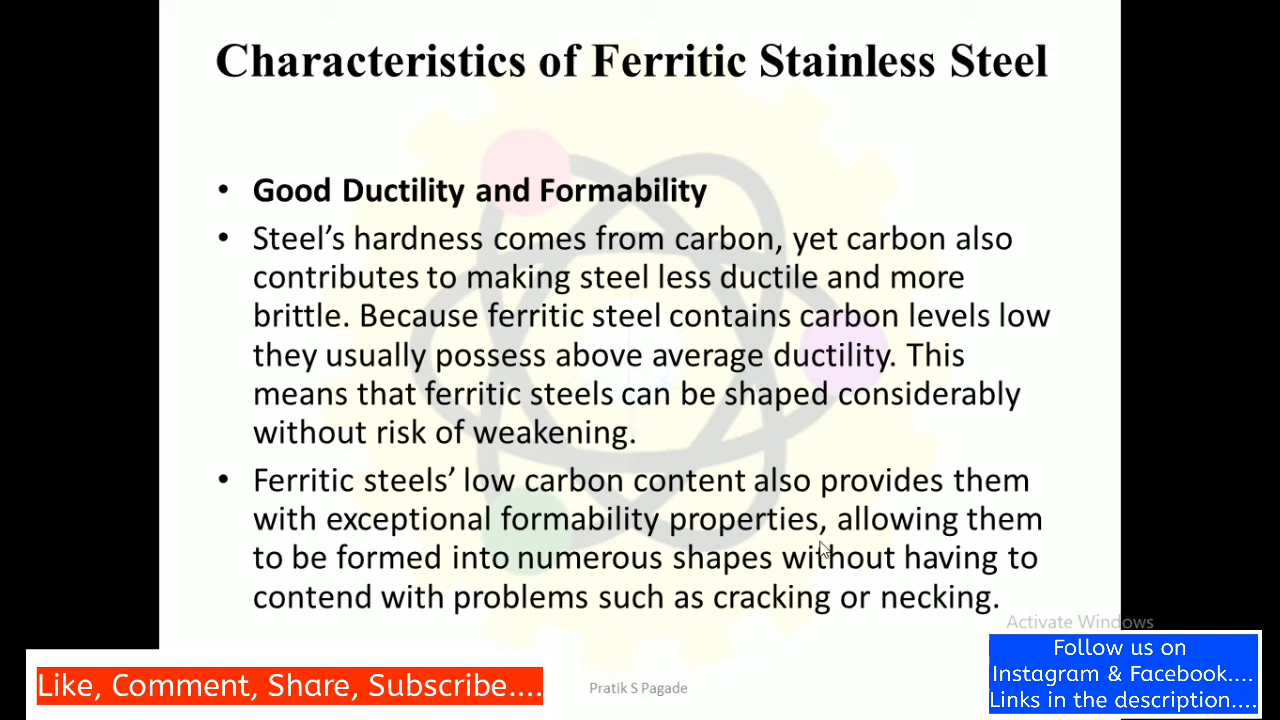 Characteristics of Ferritic Stainless Steel
• Good Ductility and Formability
• Steel’s hardness comes from carbon, yet carbon also
contributes to making steel less ductile and more
brittle. Because ferritic steel contains carbon levels low
they usually possess above average ductility. This
means that ferritic steels can be shaped considerably
without risk of weakening.
• Ferritic steels’ low carbon content also provides them
with exceptional formability properties, allowing them
to be formed into numerous shapes without having to
contend with problems such as cracking or necking.
Activate Windows
Like, Comment, Share, Subscribe....
Pratik S Pagade
Follow us on
Instagram & Facebook....
Links in the description....